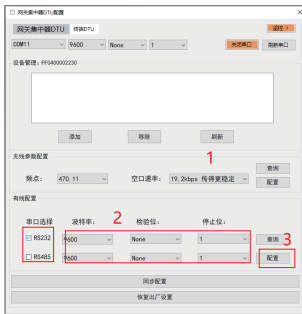 网关集中器DTU配置
网关集中器DTU 终端DTU 远控 >
COM11 9600 None 1 关闭串口 刷新串口
设备管理: FF0400002230
添加 移除 刷新
1
无线参数配置
查询
频点: 470.11 空口速率: 19.2kbps 传得更稳定 配置
有线配置
2
串口选择 波特率: 检验位: 停止位:
3
RS232 9600 None 1 查询
RS485 9600 None 1 配置
同步配置
恢复出厂设置